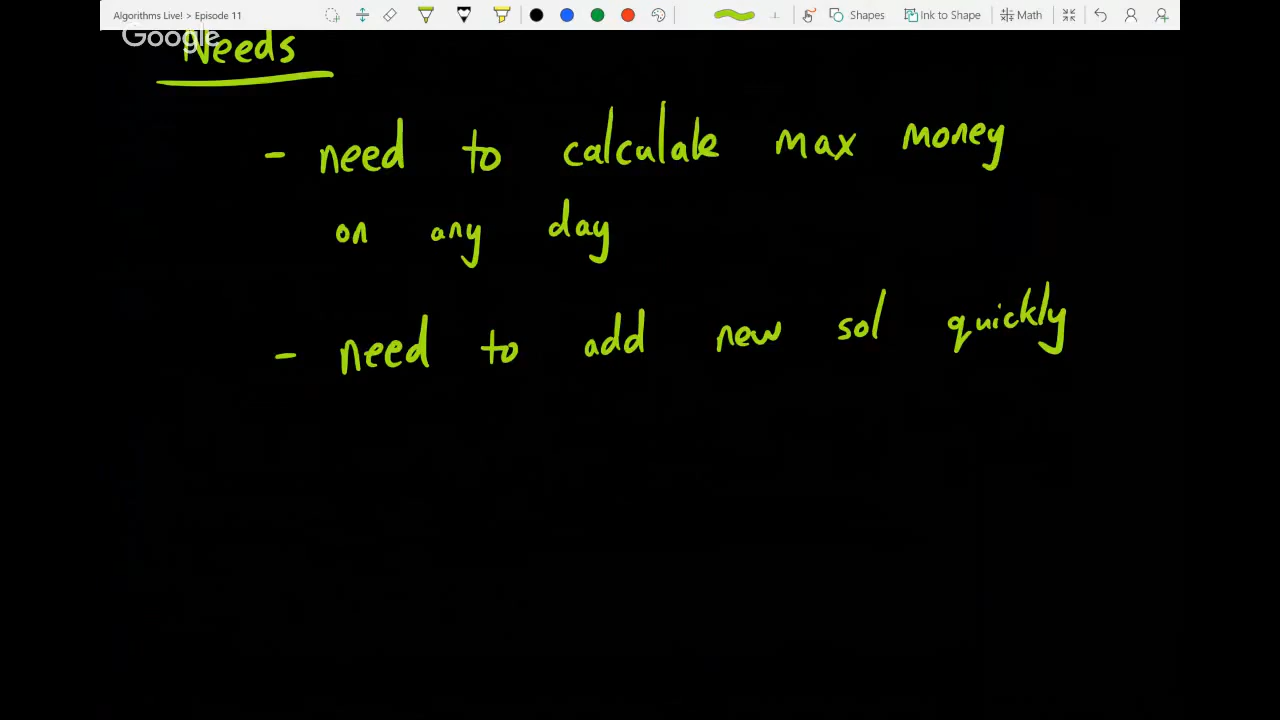 Algorithms Live! > Episode 11
Shapes
Ink to Shape
Math
Google
Needs
- need to calculate max money
on any day
- need to add new sol quickly